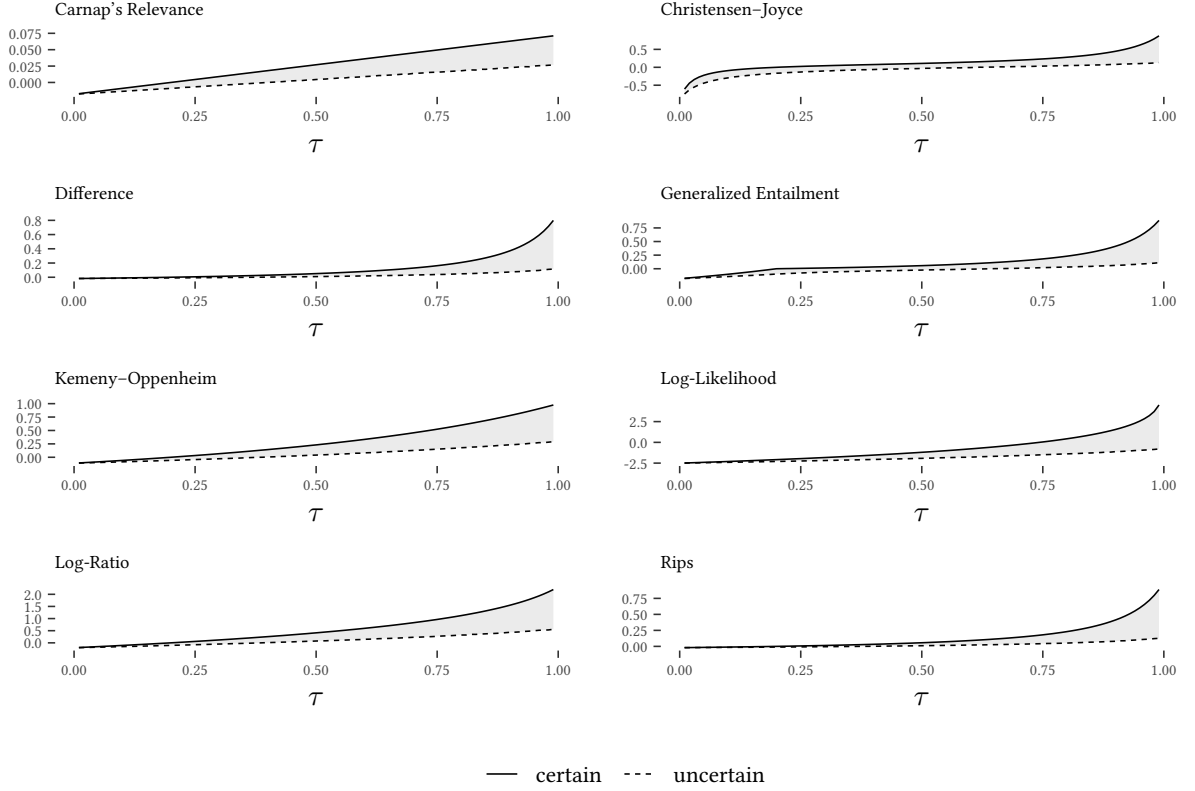 Carnap's Relevance
0.075
0.050
0.025
0.000
0.00 0.25 0.50 0.75 1.00
τ
Christensen–Joyce
0.5
0.0
-0.5
0.00 0.25 0.50 0.75 1.00
τ
Difference
0.8
0.6
0.4
0.2
0.0
0.00 0.25 0.50 0.75 1.00
τ
Generalized Entailment
0.75
0.50
0.25
0.00
0.00 0.25 0.50 0.75 1.00
τ
Kemeny–Oppenheim
1.00
0.75
0.50
0.25
0.00
0.00 0.25 0.50 0.75 1.00
τ
Log-Likelihood
2.5
0.0
-2.5
0.00 0.25 0.50 0.75 1.00
τ
Log-Ratio
2.0
1.5
1.0
0.5
0.0
0.00 0.25 0.50 0.75 1.00
τ
Rips
0.75
0.50
0.25
0.00
0.00 0.25 0.50 0.75 1.00
τ
certain uncertain